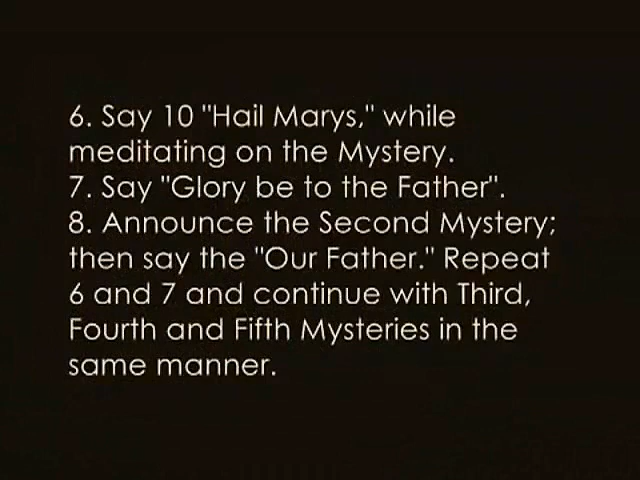 6. Say 10 "Hail Marys," while
meditating on the Mystery.
7. Say "Glory be to the Father".
8. Announce the Second Mystery;
then say the "Our Father." Repeat
6 and 7 and continue with Third,
Fourth and Fifth Mysteries in the
same manner.